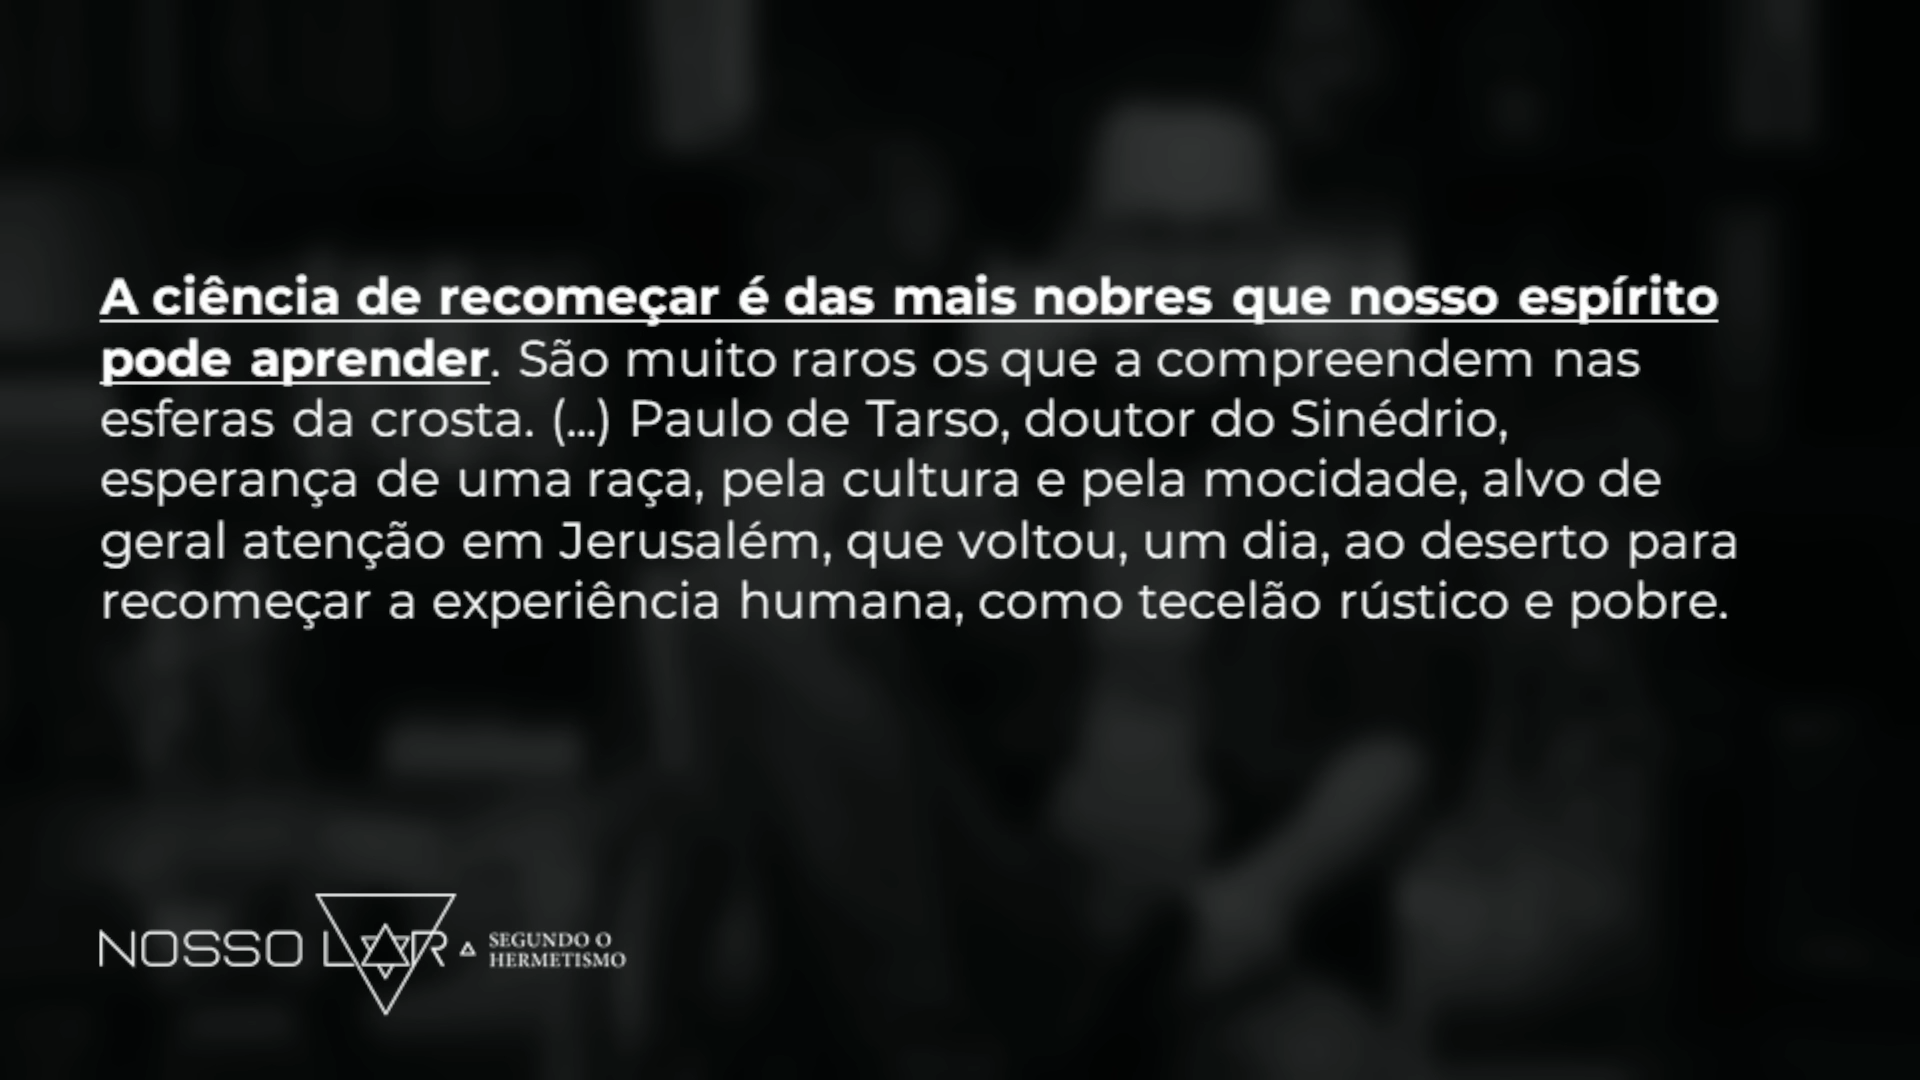 A ciência de recomeçar é das mais nobres que nosso espírito
pode aprender. São muito raros os que a compreendem nas
esferas da crosta. (...) Paulo de Tarso, doutor do Sinédrio,
esperança de uma raça, pela cultura e pela mocidade, alvo de
geral atenção em Jerusalém, que voltou, um dia, ao deserto para
recomeçar a experiência humana, como tecelão rústico e pobre.
NOSSO LAR
SEGUNDO O
HERMETISMO